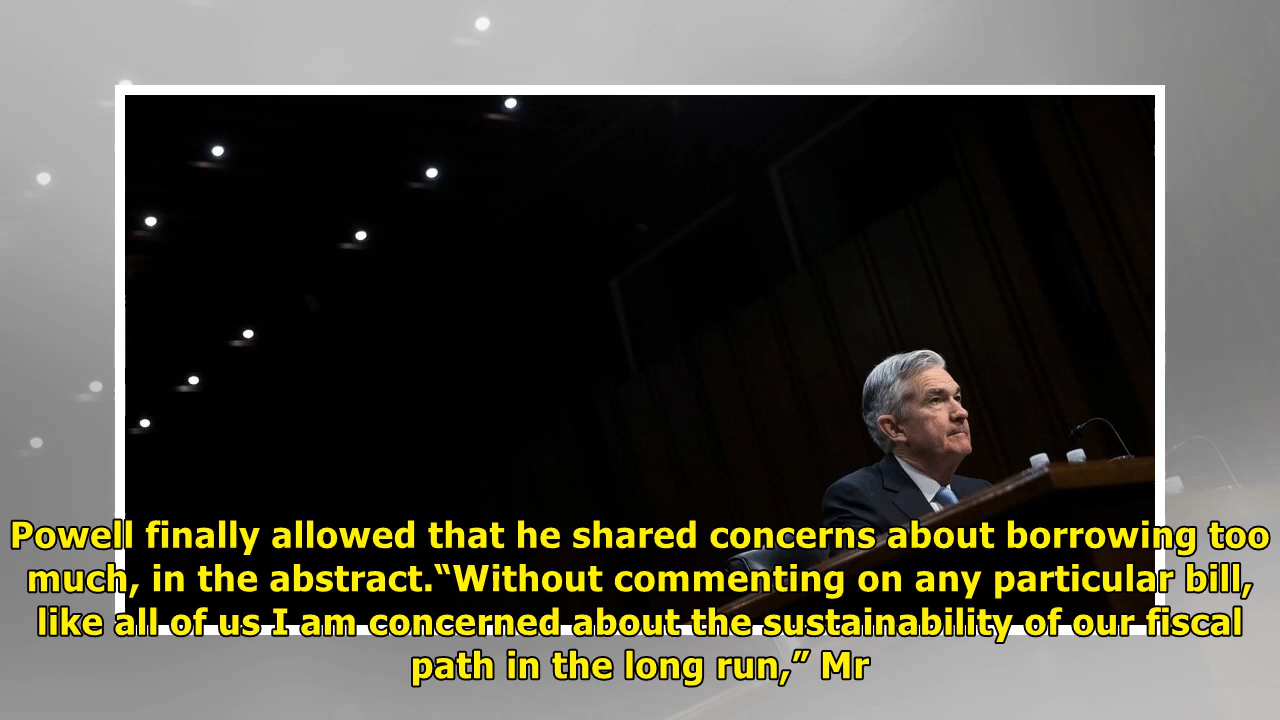 Powell finally allowed that he shared concerns about borrowing too
much, in the abstract.“Without commenting on any particular bill,
like all of us I am concerned about the sustainability of our fiscal
path in the long run,” Mr